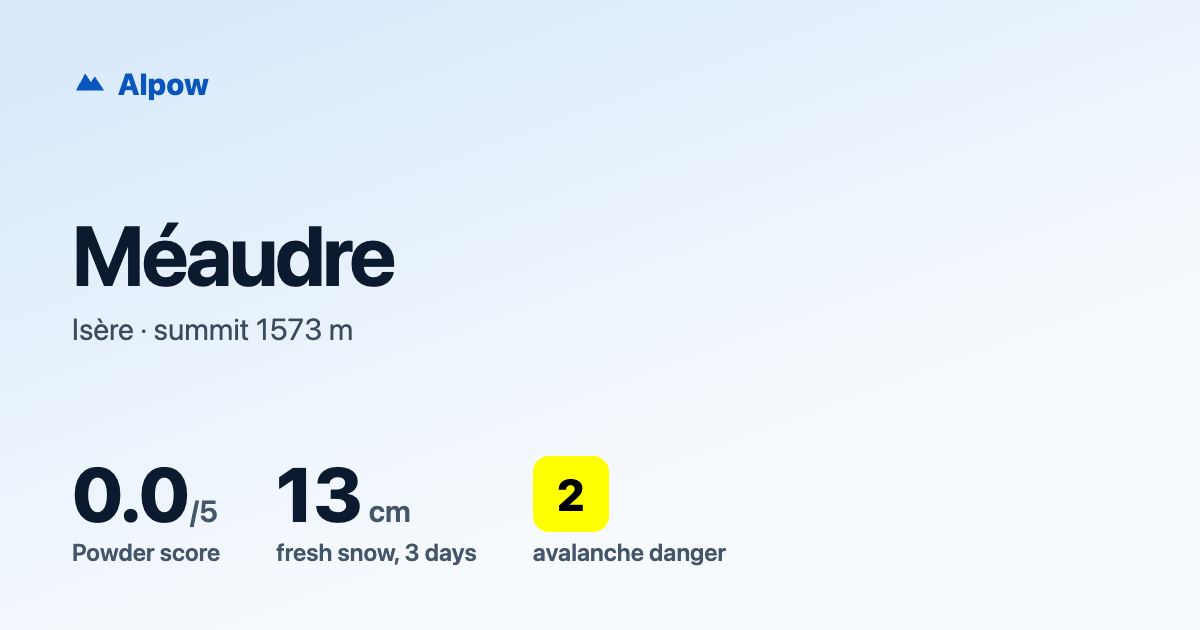 Alpow
Méaudre
Isère · summit 1573 m
0.0/5
Powder score
13 cm
fresh snow, 3 days
2
avalanche danger